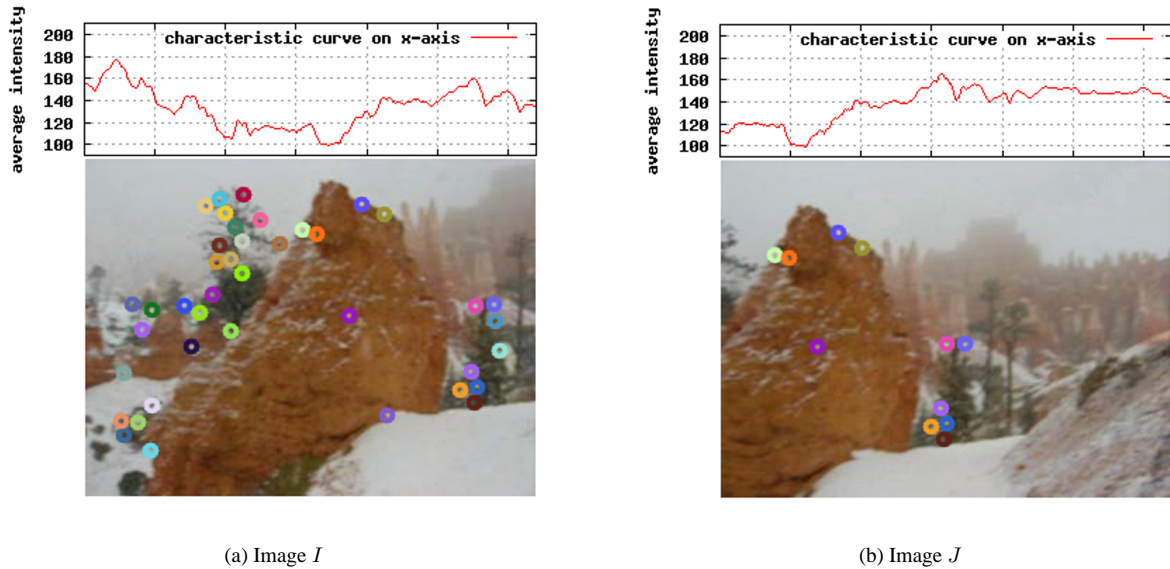 average intensity
200
180
160
140
120
100
characteristic curve on x-axis
average intensity
200
180
160
140
120
100
characteristic curve on x-axis
(a) Image I
(b) Image J